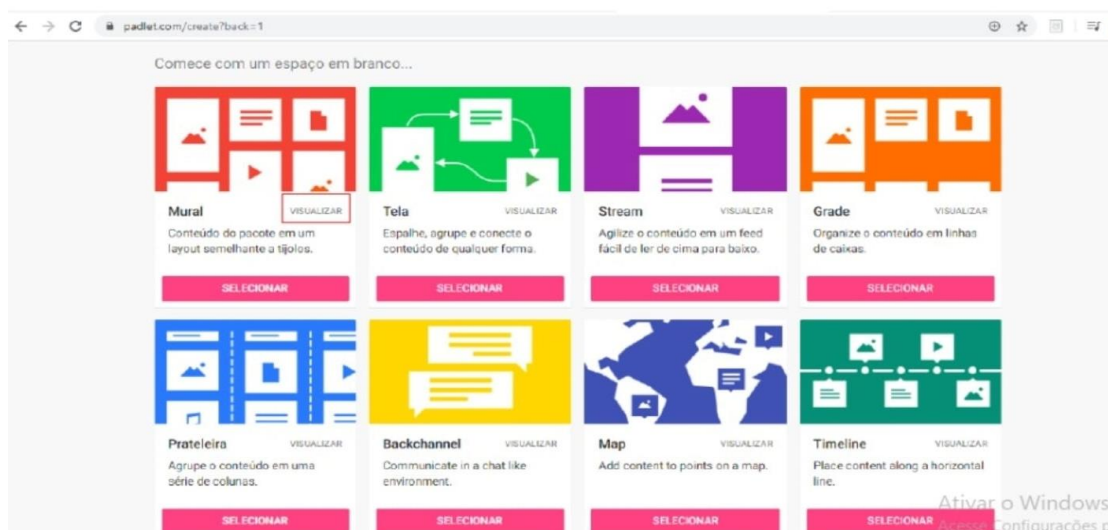 padlet.com/create?back=1
Comece com um espaço em branco...
Mural VISUALIZAR
Conteúdo do pacote em um
layout semelhante a tijolos.
SELECIONAR
Tela VISUALIZAR
Espalhe, agrupe e conecte o
conteúdo de qualquer forma.
SELECIONAR
Stream VISUALIZAR
Agilize o conteúdo em um feed
fácil de ler de cima para baixo.
SELECIONAR
Grade VISUALIZAR
Organize o conteúdo em linhas
de caixas.
SELECIONAR
Prateleira VISUALIZAR
Agrupe o conteúdo em uma
série de colunas.
SELECIONAR
Backchannel VISUALIZAR
Communicate in a chat like
environment.
SELECIONAR
Map VISUALIZAR
Add content to points on a map.
SELECIONAR
Timeline VISUALIZAR
Place content along a horizontal
line.
SELECIONAR
Ativar o Windows
Acesse Configurações